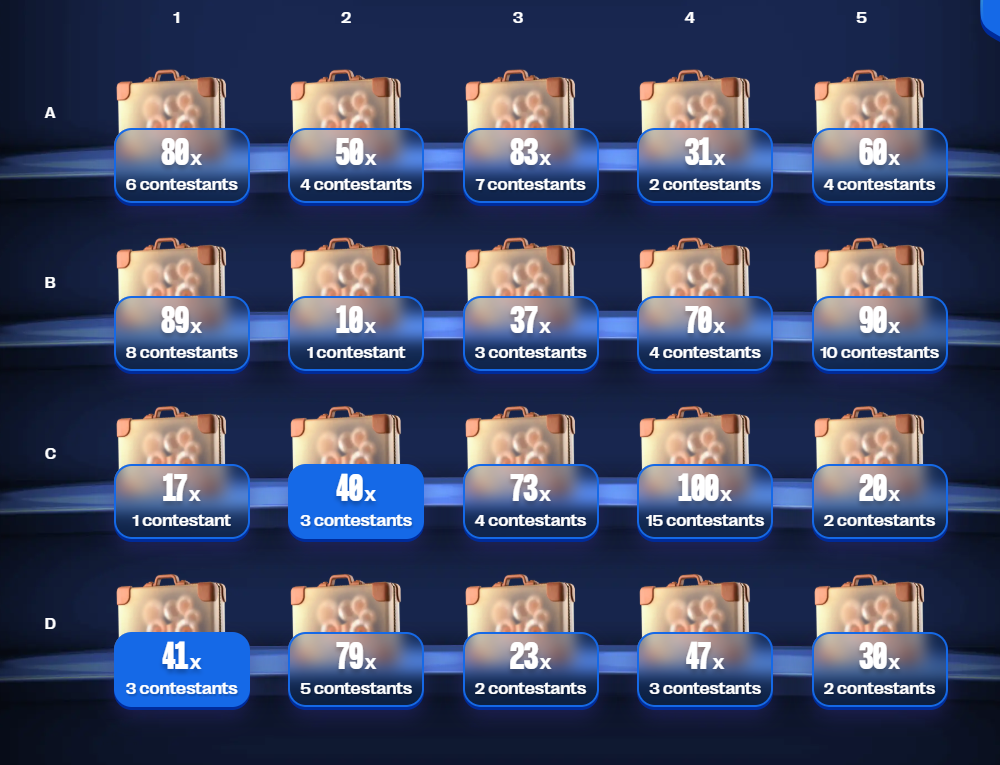 1 2 3 4 5
A
80x 50x 83x 31x 60x
6 contestants 4 contestants 7 contestants 2 contestants 4 contestants
B
89x 10x 37x 70x 90x
8 contestants 1 contestant 3 contestants 4 contestants 10 contestants
C
17x 40x 73x 100x 20x
1 contestant 3 contestants 4 contestants 15 contestants 2 contestants
D
41x 79x 23x 47x 30x
3 contestants 5 contestants 2 contestants 3 contestants 2 contestants